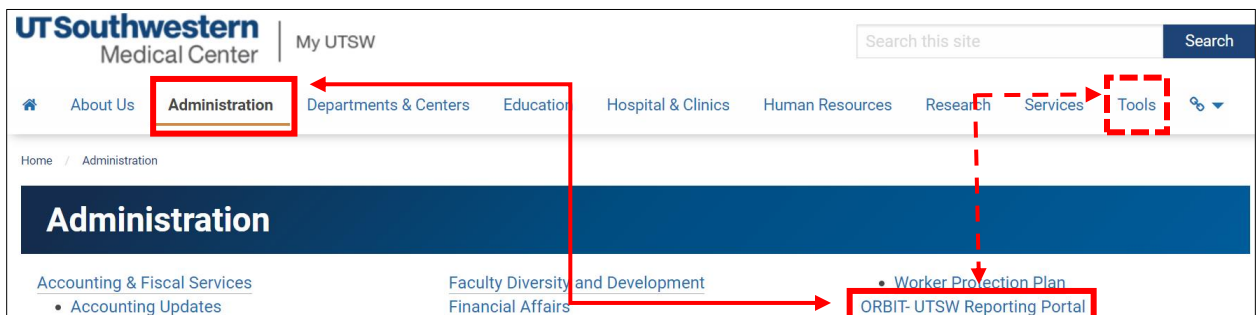 UTSouthwestern
Medical Center
My UTSW
Search this site
Search
About Us Administration Departments & Centers Education Hospital & Clinics Human Resources Research Services Tools
Home / Administration
Administration
Accounting & Fiscal Services
• Accounting Updates
Faculty Diversity and Development
Financial Affairs
• Worker Protection Plan
ORBIT- UTSW Reporting Portal